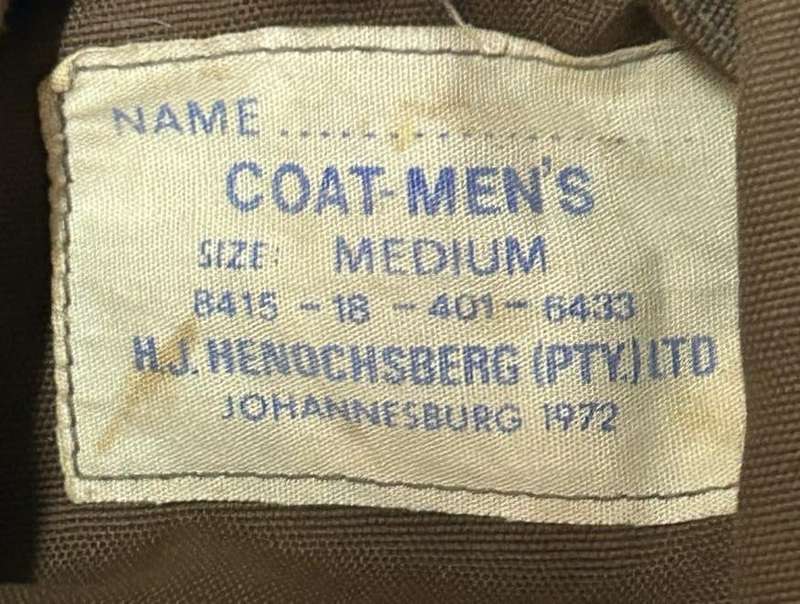 NAME ..............................
COAT-MEN'S
SIZE: MEDIUM
8415 - 18 - 401 - 6433
H.J. HENOCHSBERG (PTY.) LTD
JOHANNESBURG 1972